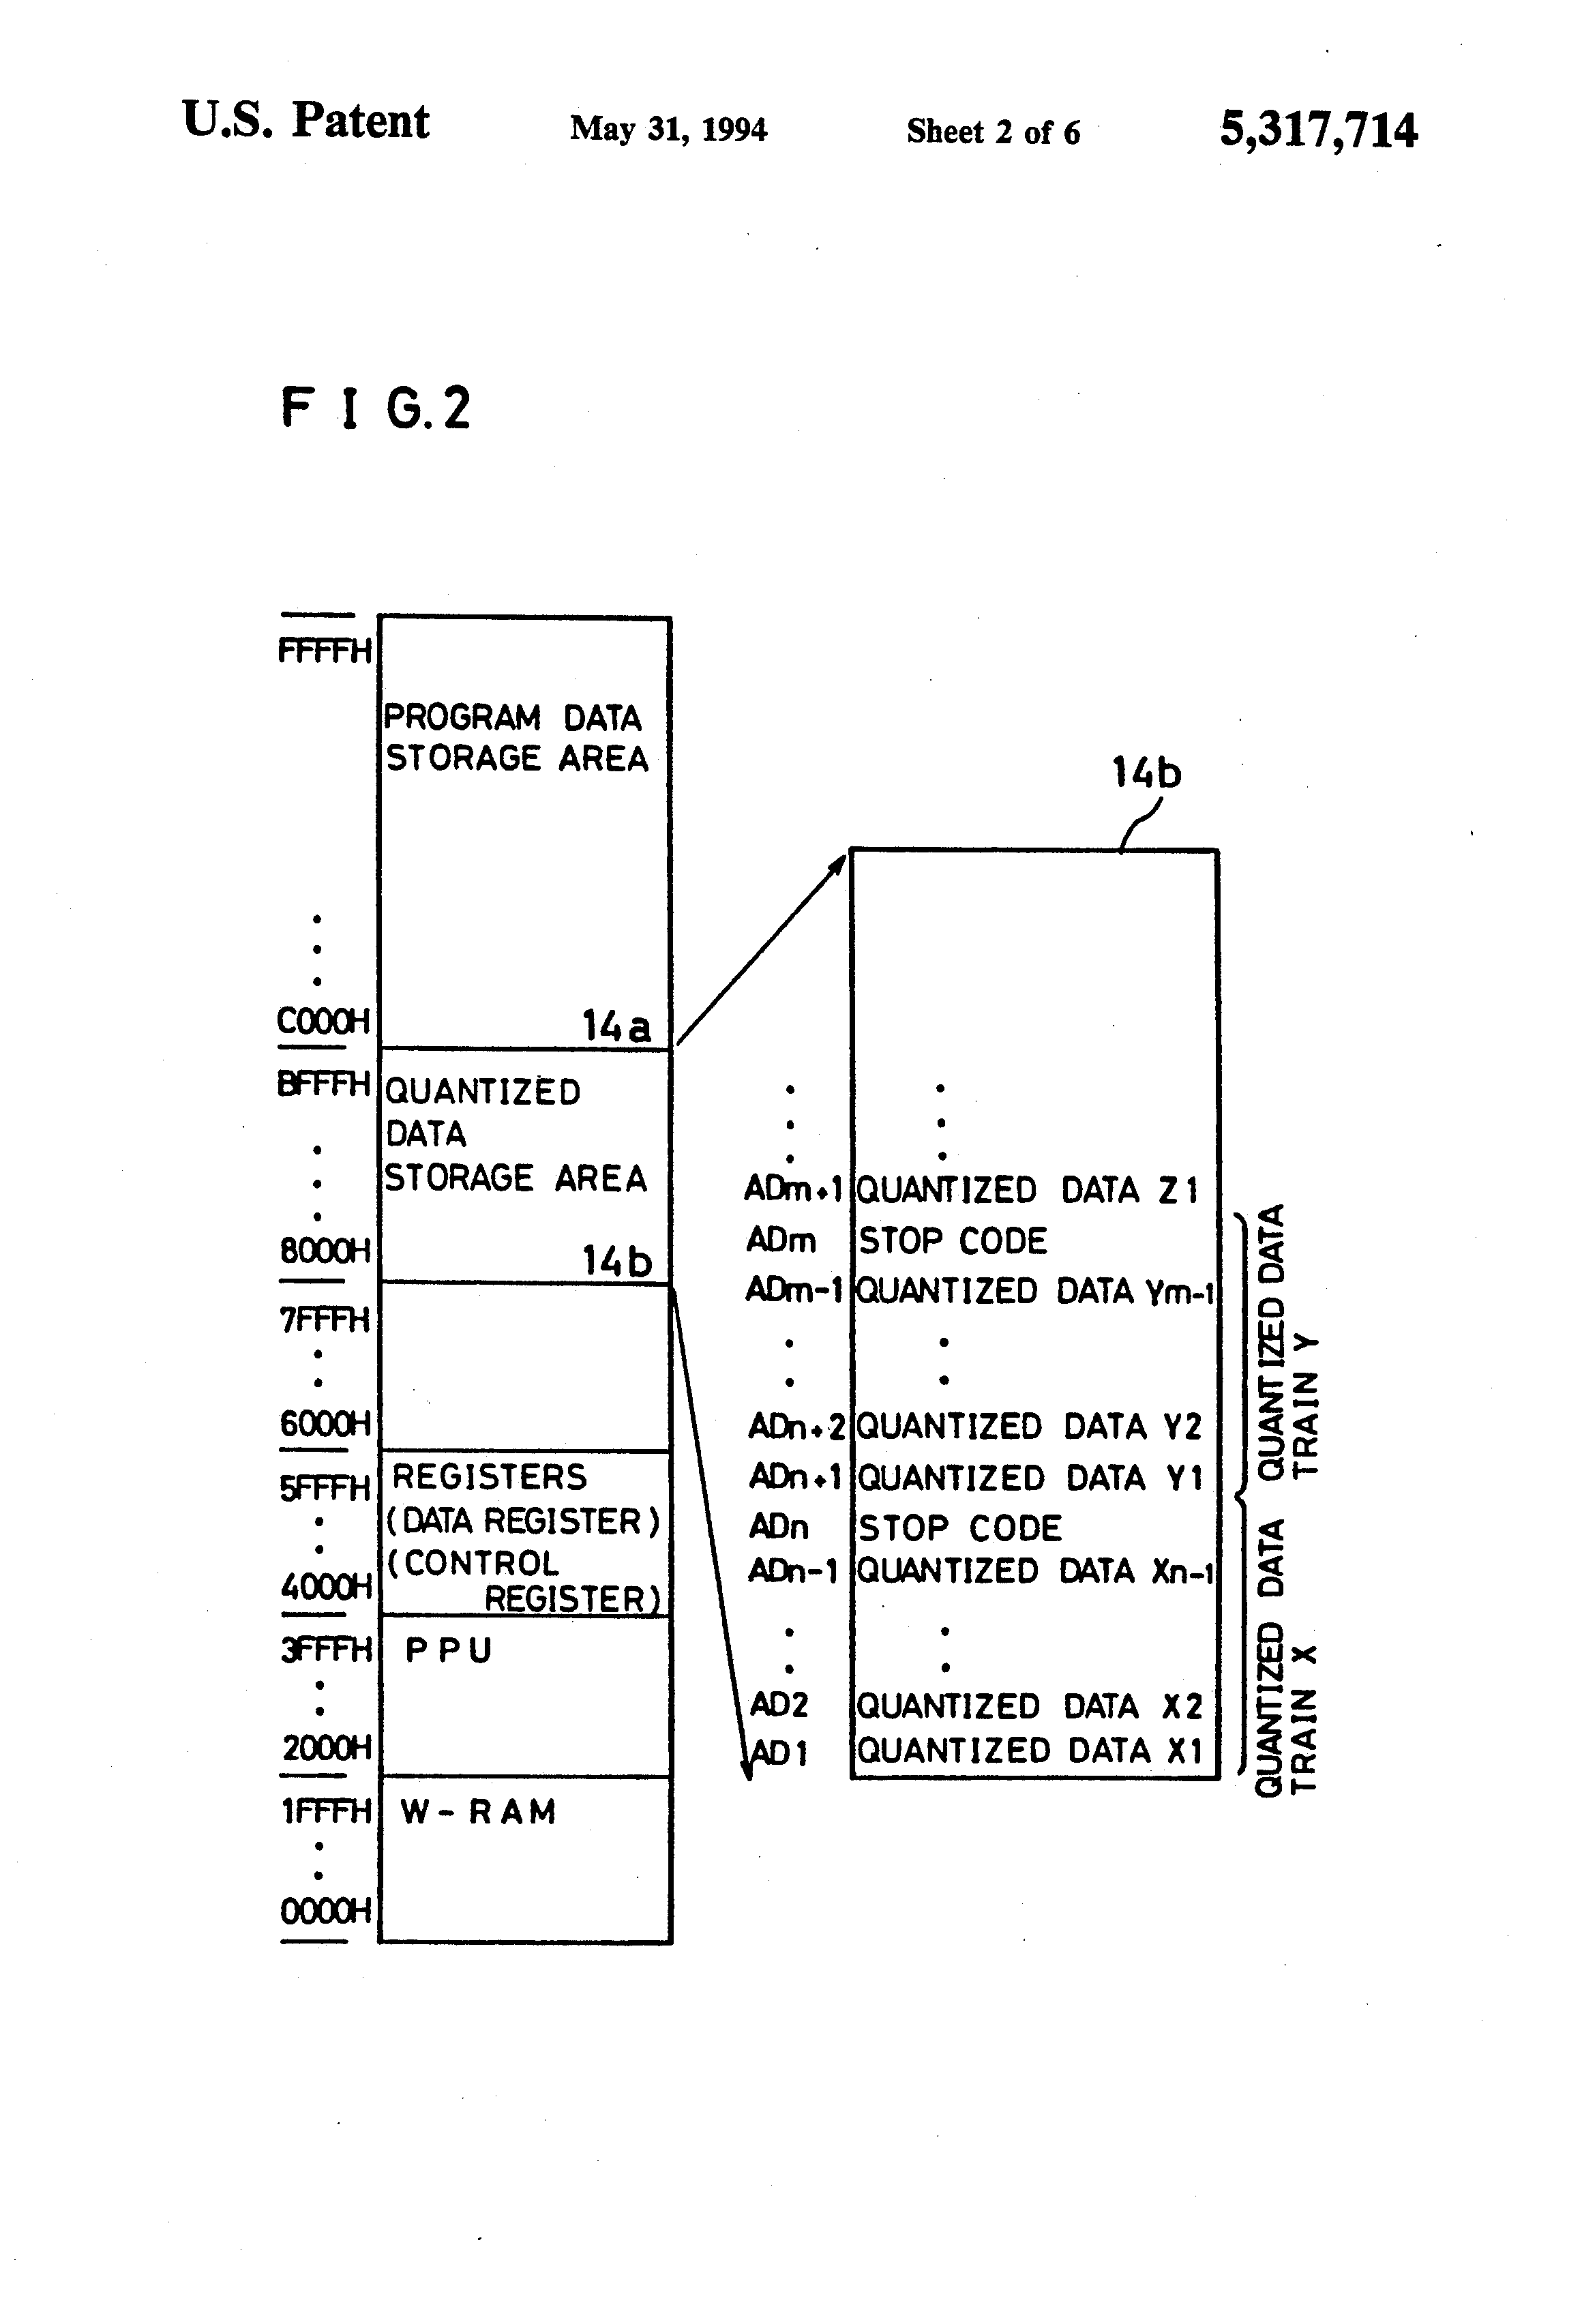 U.S. Patent May 31, 1994 Sheet 2 of 6 5,317,714
FIG.2
FFFFH
PROGRAM DATA
STORAGE AREA
C000H
14a
BFFFH
QUANTIZED
DATA
STORAGE AREA
8000H
14b
7FFFH
6000H
5FFFH
REGISTERS
(DATA REGISTER)
(CONTROL
REGISTER)
4000H
3FFFH
PPU
2000H
1FFFH
W-RAM
0000H
14b
ADm+1 QUANTIZED DATA Z1
ADm STOP CODE
ADm-1 QUANTIZED DATA Ym-1
ADn+2 QUANTIZED DATA Y2
ADn+1 QUANTIZED DATA Y1
ADn STOP CODE
ADn-1 QUANTIZED DATA Xn-1
AD2 QUANTIZED DATA X2
AD1 QUANTIZED DATA X1
QUANTIZED DATA
TRAIN Y
QUANTIZED DATA
TRAIN X